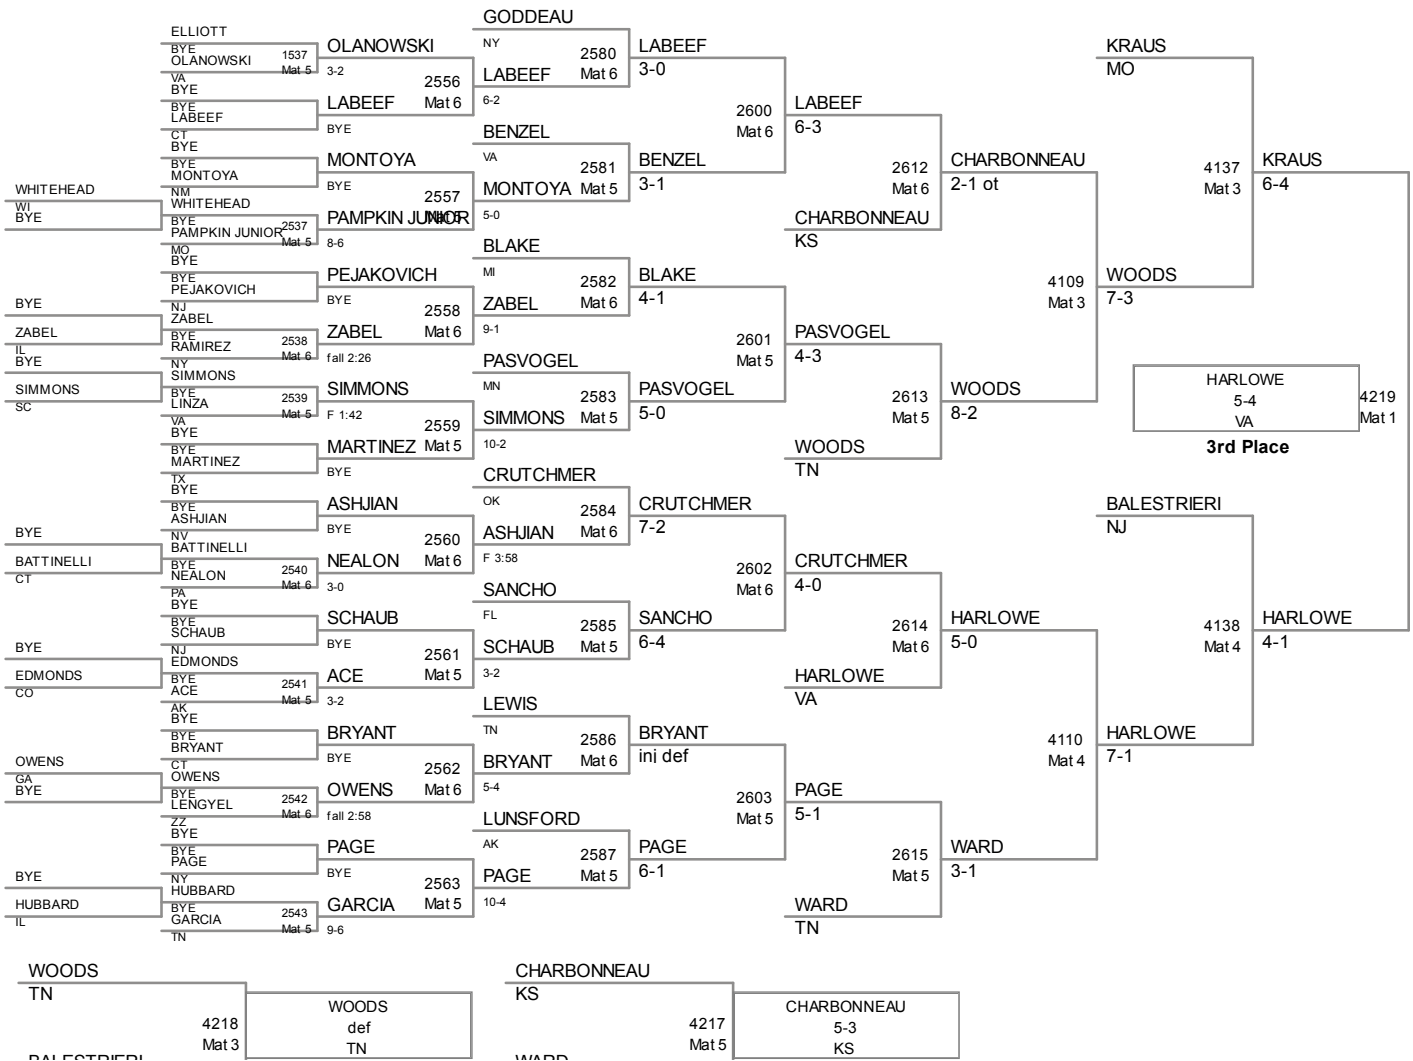 GODDEAU
ELLIOTT
OLANOWSKI
KRAUS
BYE
NY
2580
LABEEF
OLANOWSKI
1537
Mat 5
3-2
Mat 6
3-0
MO
VA
2556
LABEEF
BYE
Mat 6
6-2
BYE
LABEEF
2600
LABEEF
LABEEF
BYE
Mat 6
6-3
CT
BENZEL
BYE
VA
BYE
MONTOYA
2581
BENZEL
2612
CHARBONNEAU
4137
KRAUS
MONTOYA
BYE
Mat 5
3-1
Mat 6
2-1 ot
Mat 3
6-4
WHITEHEAD
NM
2557
MONTOYA
WI
WHITEHEAD
5-0
BYE
BYE
2537
PAMPKIN JUNIOR
CHARBONNEAU
PAMPKIN JUNIOR
Mat 5
8-6
KS
MO
BLAKE
BYE
MI
BYE
PEJAKOVICH
2582
BLAKE
4109
WOODS
PEJAKOVICH
BYE
Mat 6
4-1
Mat 3
7-3
BYE
NJ
2558
ZABEL
ZABEL
Mat 6
9-1
ZABEL
BYE
2538
ZABEL
2601
PASVOGEL
IL
RAMIREZ
Mat 6
fall 2:26
Mat 5
4-3
BYE
NY
PASVOGEL
SIMMONS
SIMMONS
MN
HARLOWE
SC
BYE
2539
SIMMONS
2583
PASVOGEL
2613
WOODS
5-4
4219
LINZA
Mat 5
F 1:42
Mat 5
5-0
Mat 5
8-2
VA
Mat 1
VA
2559
SIMMONS
BYE
Mat 5
10-2
3rd Place
BYE
MARTINEZ
WOODS
MARTINEZ
BYE
TN
TX
CRUTCHMER
BYE
OK
BYE
ASHJIAN
2584
CRUTCHMER
BALESTRIERI
ASHJIAN
BYE
Mat 6
7-2
NJ
BYE
NV
2560
ASHJIAN
BATTINELLI
BATTINELLI
Mat 6
F 3:58
CT
BYE
2540
NEALON
2602
CRUTCHMER
NEALON
Mat 6
3-0
Mat 6
4-0
PA
SANCHO
BYE
FL
BYE
SCHAUB
2585
SANCHO
2614
HARLOWE
4138
HARLOWE
SCHAUB
BYE
Mat 5
6-4
Mat 6
5-0
Mat 4
4-1
BYE
NJ
2561
SCHAUB
EDMONDS
EDMONDS
Mat 5
3-2
CO
BYE
2541
ACE
HARLOWE
ACE
Mat 5
3-2
VA
AK
LEWIS
BYE
TN
BYE
BRYANT
2586
BRYANT
4110
HARLOWE
BRYANT
BYE
Mat 6
inj def
Mat 4
7-1
OWENS
CT
2562
BRYANT
GA
OWENS
Mat 6
5-4
BYE
BYE
2542
OWENS
2603
PAGE
LENGYEL
Mat 6
fall 2:58
Mat 5
5-1
ZZ
LUNSFORD
BYE
AK
BYE
PAGE
2587
PAGE
2615
WARD
PAGE
BYE
Mat 5
6-1
Mat 5
3-1
BYE
NY
2563
PAGE
HUBBARD
HUBBARD
Mat 5
10-4
IL
BYE
2543
GARCIA
WARD
GARCIA
Mat 5
9-6
TN
TN
WOODS
CHARBONNEAU
TN
KS
WOODS
CHARBONNEAU
4218
def
4217
5-3
Mat 3
TN
Mat 5
KS
BALESTRIERI
WARD